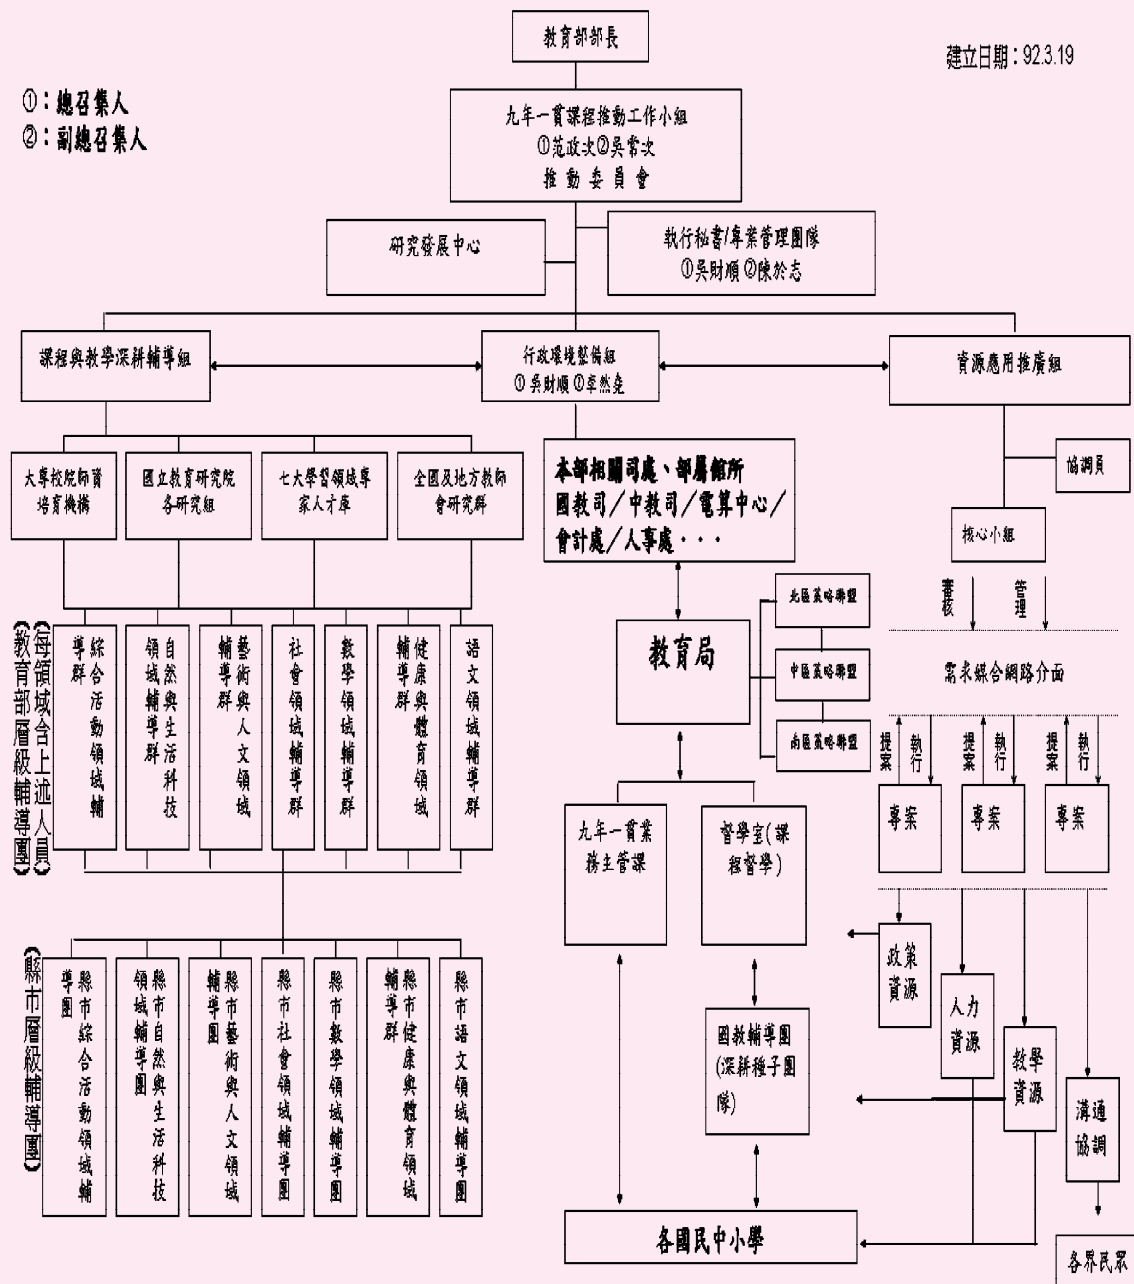 教育部部長
建立日期：92.3.19
①：總召集人
②：副總召集人
九年一貫課程推動工作小組
①范政次②吳常次
推動委員會
研究發展中心
執行秘書/專案管理團隊
①吳財順②陳於志
課程與教學深耕輔導組
行政環境整備組
①吳財順②卓然堯
資源應用推廣組
大專校院師資
培育機構
國立教育研究院
各研究組
七大學習領域專
家人才庫
全國及地方教師
會研究群
本部相關司處、部屬館所
國教司／中教司／電算中心／
會計處／人事處···
協調員
核心小組
審核
管理
需求媒合網路介面
提案
執行
提案
執行
提案
執行
專案
專案
專案
北區策略聯盟
中區策略聯盟
南區策略聯盟
教育局
(每領域含上述人員)
(教育部層級輔導團)
綜合活動領域輔
導群
自然與生活科技
領域輔導群
藝術與人文領域
輔導群
社會領域輔導群
數學領域輔導群
健康與體育領域
輔導群
語文領域輔導群
九年一貫業
務主管課
督學室(課
程督學)
(縣市層級輔導團)
縣市綜合活動領域輔
導團
縣市自然與生活科技
領域輔導團
縣市藝術與人文領域
輔導團
縣市社會領域輔導團
縣市數學領域輔導團
縣市健康與體育領域
輔導群
縣市語文領域輔導團
國教輔導團
(深耕種子團
隊)
政策
資源
人力
資源
教學
資源
溝通
協調
各國民中小學
各界民眾